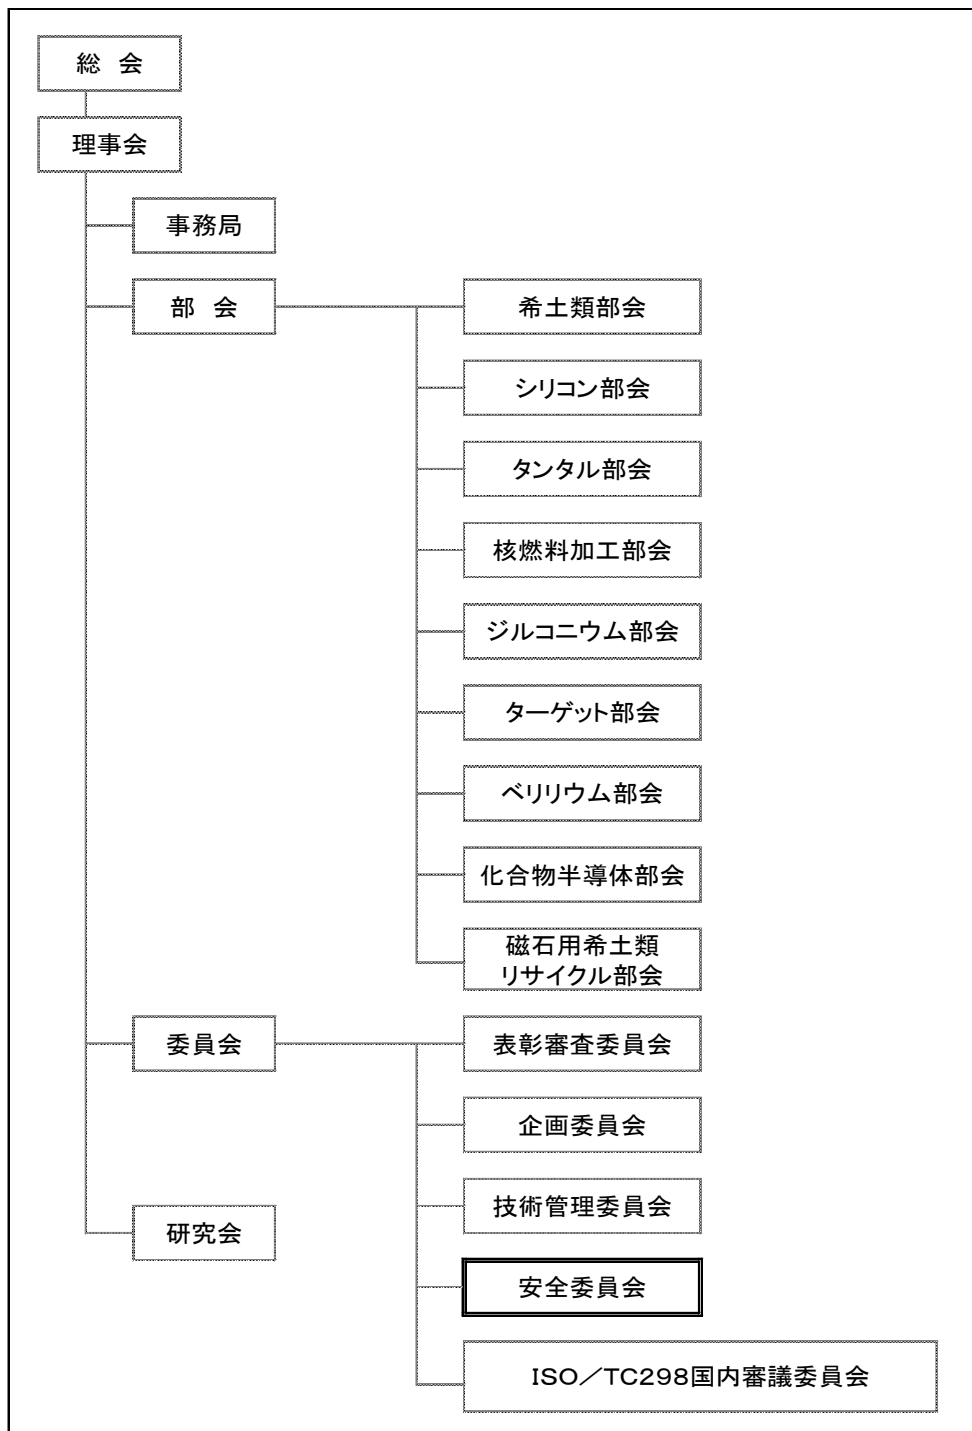 総 会
理事会
事務局
部 会
希土類部会
シリコン部会
タンタル部会
核燃料加工部会
ジルコニウム部会
ターゲット部会
ベリリウム部会
化合物半導体部会
磁石用希土類
リサイクル部会
委員会
表彰審査委員会
企画委員会
技術管理委員会
研究会
安全委員会
ISO／TC298国内審議委員会